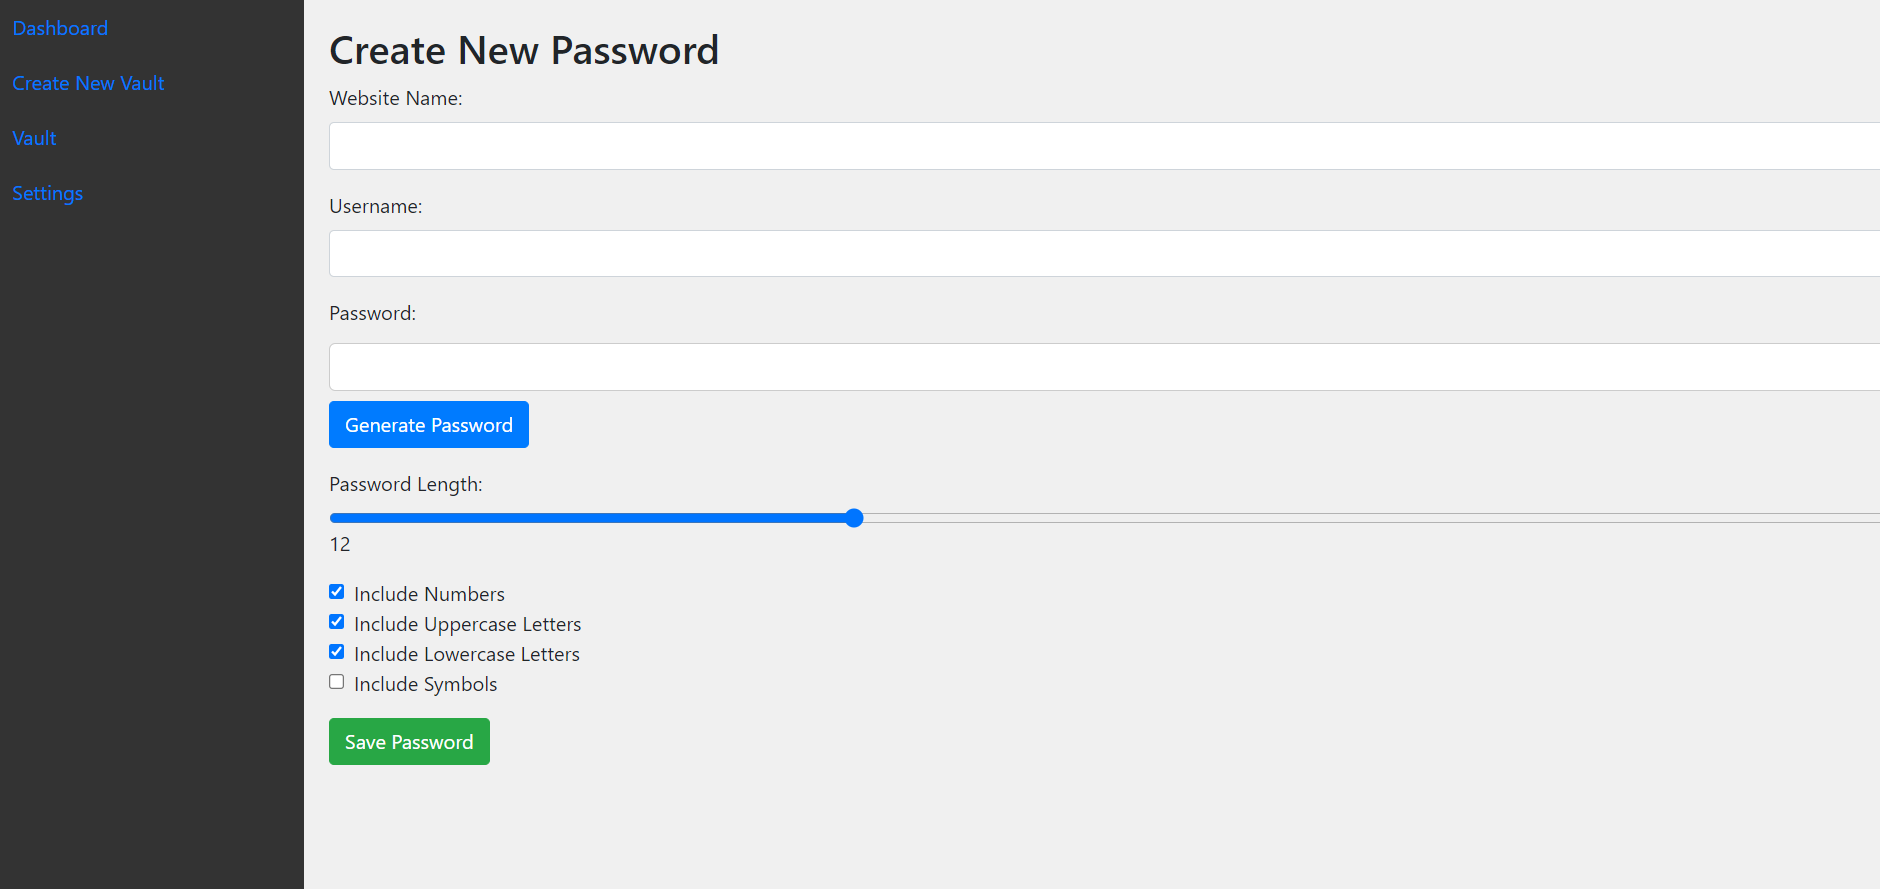 Dashboard
Create New Vault
Vault
Settings
Create New Password
Website Name:
Username:
Password:
Generate Password
Password Length:
12
Include Numbers
Include Uppercase Letters
Include Lowercase Letters
Include Symbols
Save Password